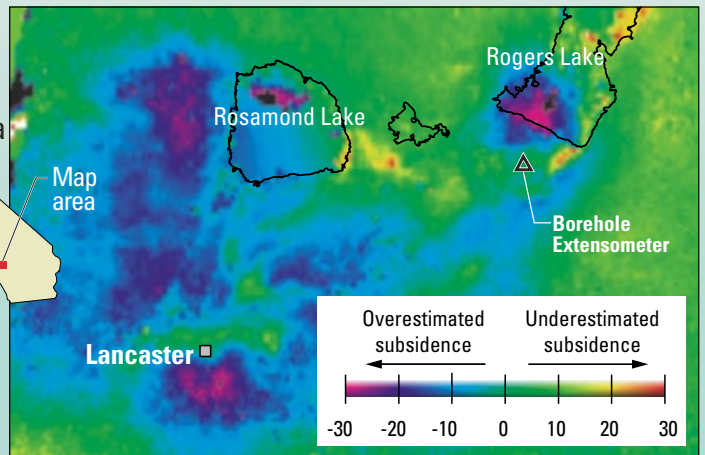 Rogers Lake
Rosamond Lake
a
Map
area
Borehole
Extensometer
Lancaster
Overestimated
subsidence
Underestimated
subsidence
-30 -20 -10 0 10 20 30